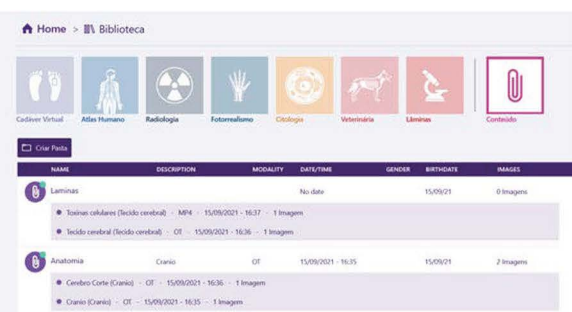 Home > Biblioteca
Cadáver Virtual
Atlas Humano
Radiologia
Fotorrealismo
Citologia
Veterinária
Lâminas
Conteúdo
Criar Pasta
NAME DESCRIPTION MODALITY DATE/TIME GENDER BIRTHDATE IMAGES
Laminas No date 15/09/21 0 Imagens
Toxinas celulares (Tecido cerebral) - MP4 - 15/09/2021 - 16:37 - 1 Imagem
Tecido cerebral (Tecido cerebral) - OT - 15/09/2021 - 16:36 - 1 Imagem
Anatomia Cranio OT 15/09/2021 - 16:35 15/09/21 2 Imagens
Cerebro Corte (Cranio) - OT - 15/09/2021 - 16:36 - 1 Imagem
Cranio (Cranio) - OT - 15/09/2021 - 16:35 - 1 Imagem